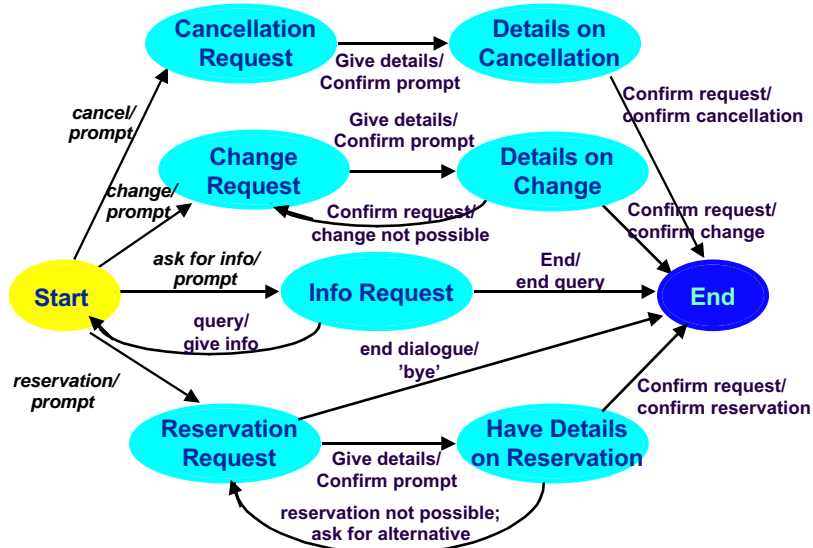 Cancellation
Request
Give details/
Confirm prompt
Details on
Cancellation
cancel/
prompt
Confirm request/
confirm cancellation
Give details/
Confirm prompt
Change
Request
Details on
Change
change/
prompt
Confirm request/
change not possible
Confirm request/
confirm change
ask for info/
prompt
End/
end query
Start
Info Request
End
query/
give info
end dialogue/
’bye’
reservation/
prompt
Confirm request/
confirm reservation
Reservation
Request
Give details/
Confirm prompt
Have Details
on Reservation
reservation not possible;
ask for alternative